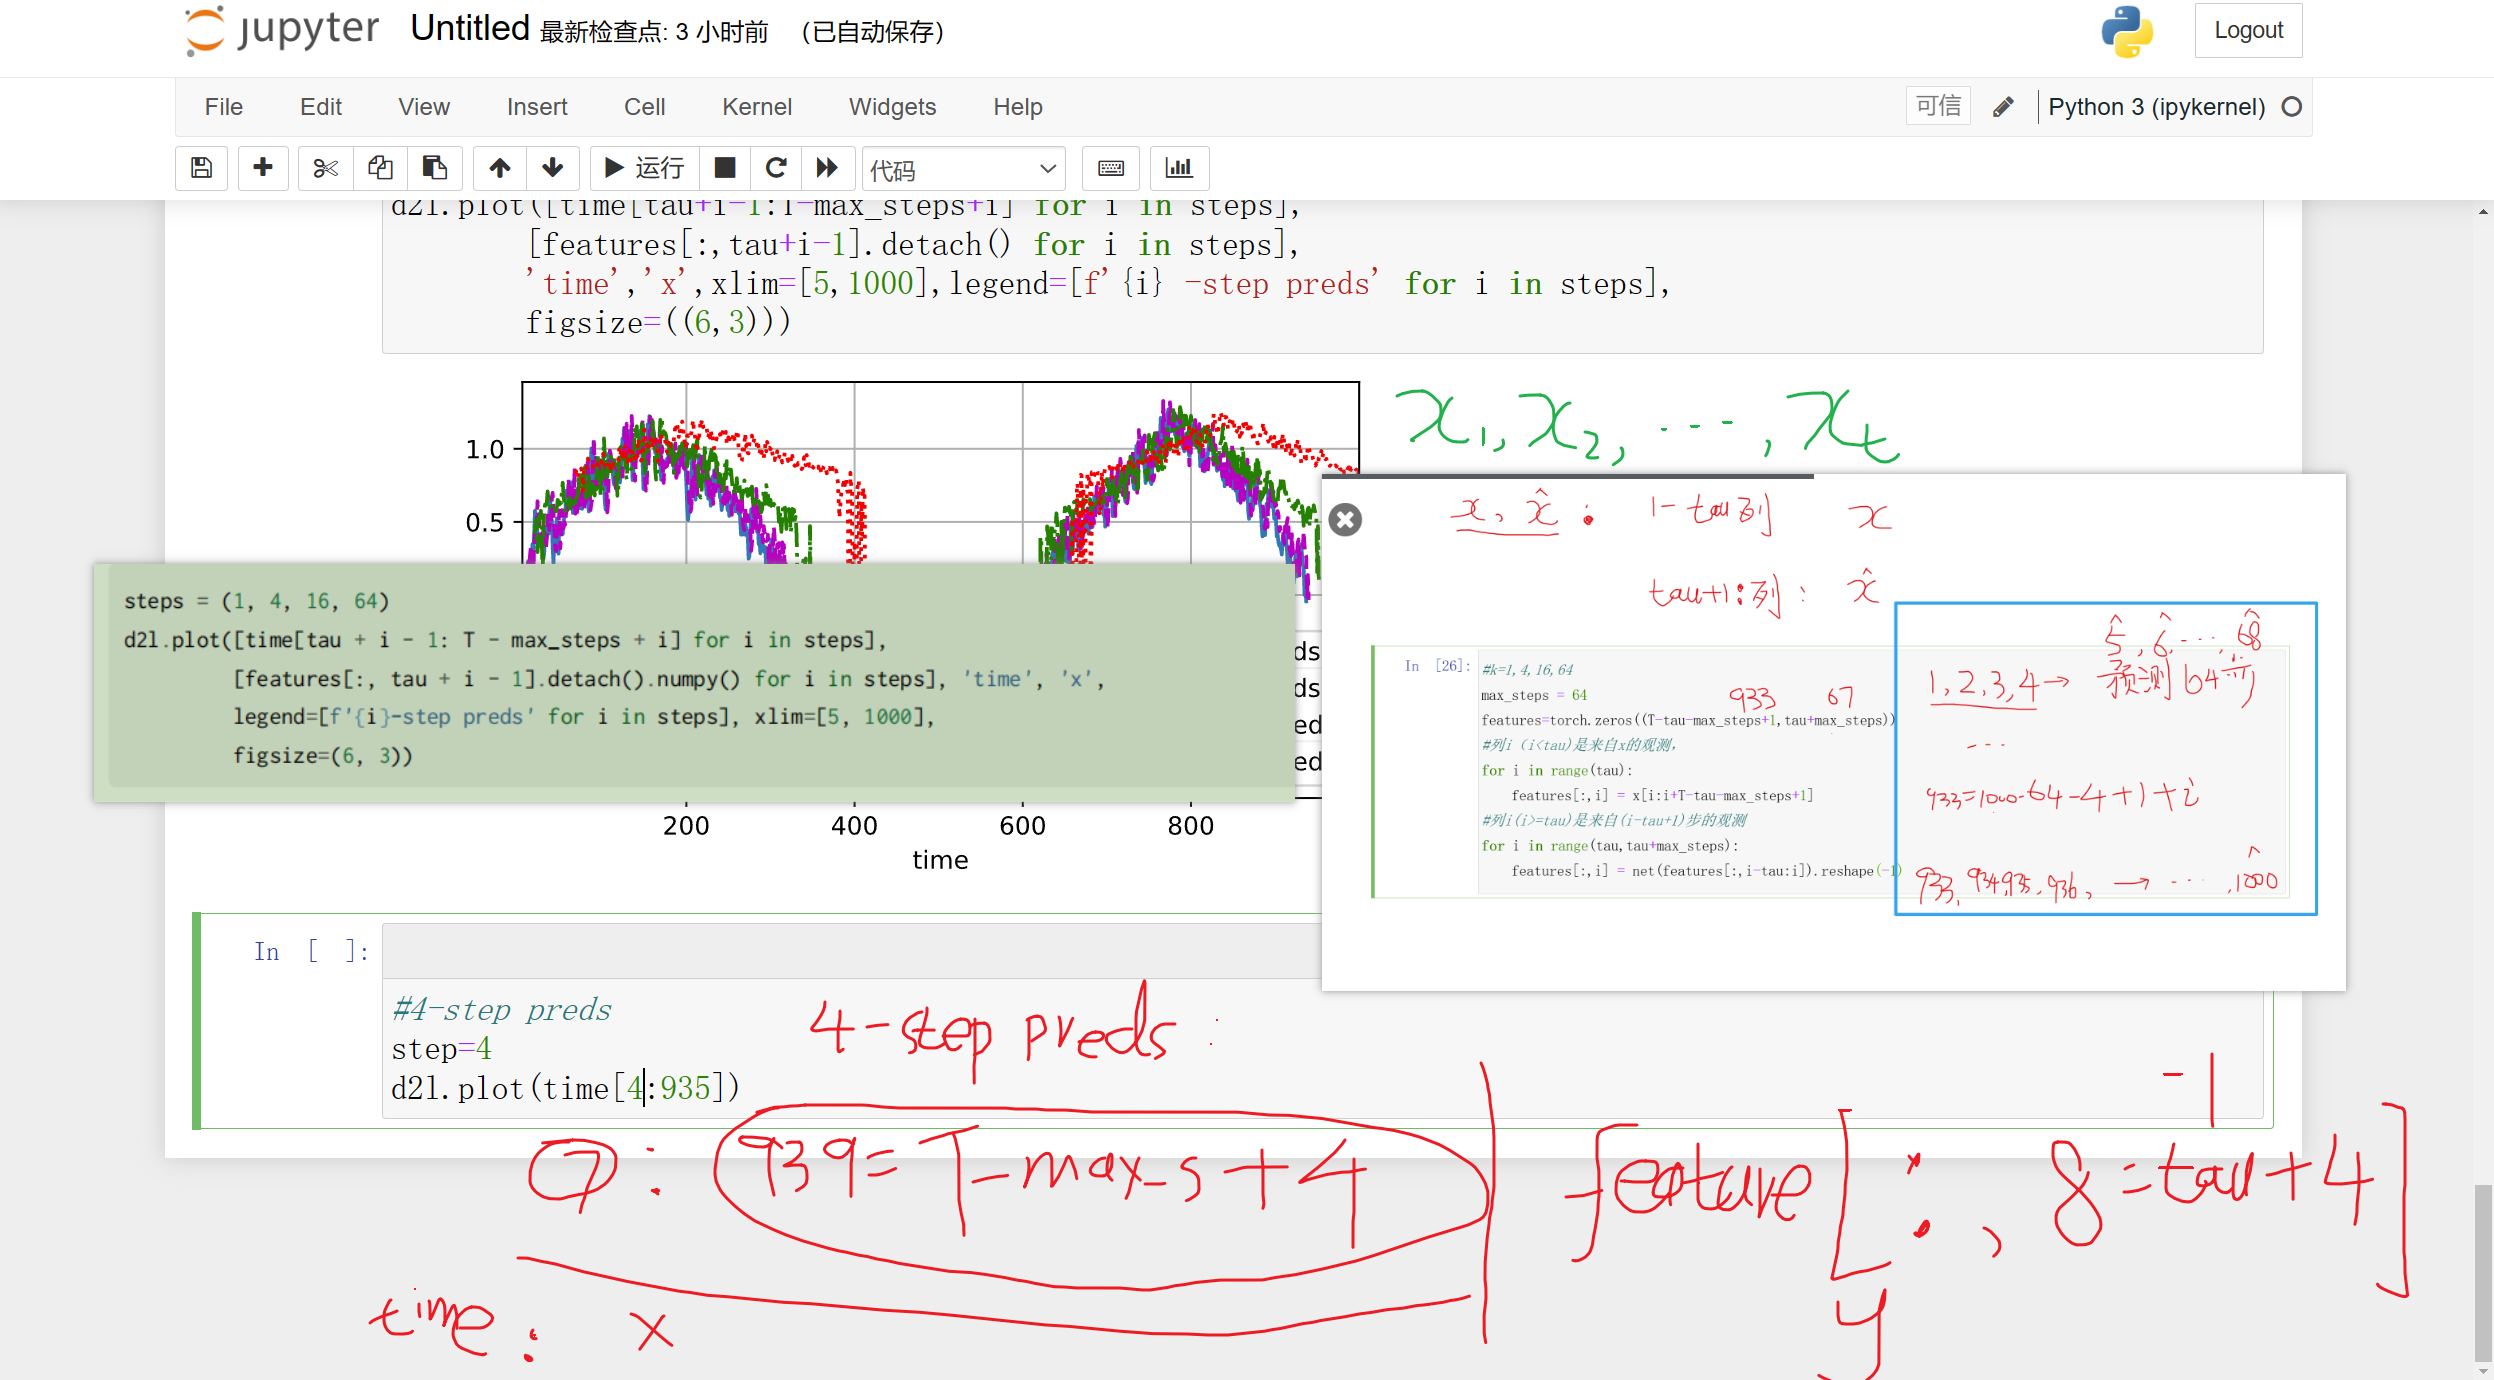 jupyter Untitled 最新检查点: 3 小时前 (已自动保存) Logout
File Edit View Insert Cell Kernel Widgets Help 可信 Python 3 (ipykernel)
运行 代码
d2l.plot([time[tau+i-1:T-max_steps+i] for i in steps],
[features[:,tau+i-1].detach() for i in steps],
'time','x',xlim=[5,1000],legend=[f'{i} -step preds' for i in steps],
figsize=((6,3)))
1.0
0.5
x₁, x₂, ..., xₜ
steps = (1, 4, 16, 64)
d2l.plot([time[tau + i - 1: T - max_steps + i] for i in steps],
[features[:, tau + i - 1].detach().numpy() for i in steps], 'time', 'x',
legend=[f'{i}-step preds' for i in steps], xlim=[5, 1000],
figsize=(6, 3))
ds
ds
ed
ed
200 400 600 800
time
x, x̂ : 1-tau列 x
tau+1:列: x̂
In [26]:
#k=1,4,16,64
max_steps = 64
933 67
features=torch.zeros((T-tau-max_steps+1,tau+max_steps))
#列i (i<tau)是来自x的观测，
for i in range(tau):
features[:,i] = x[i:i+T-tau-max_steps+1]
#列i(i>=tau)是来自(i-tau+1)步的观测
for i in range(tau,tau+max_steps):
features[:,i] = net(features[:,i-tau:i]).reshape(-1)
5̂, 6̂, ... 68̂
1, 2, 3, 4 → 预测64步
...
933=1000-64-4+1+i
933, 934, 935, 936, → ... , 1000̂
In [ ]:
#4-step preds
step=4
d2l.plot(time[4:935])
4-step preds:
7: 939=T-max_s+4
feature[:, 8=tau+4]
-1
time: x
y